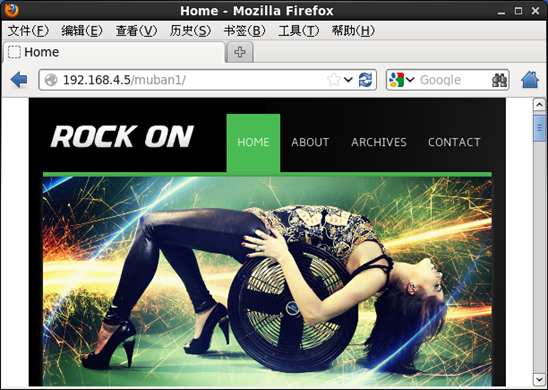 Home - Mozilla Firefox
文件(F) 编辑(E) 查看(V) 历史(S) 书签(B) 工具(T) 帮助(H)
Home
192.168.4.5/muban1/ Google
ROCK ON HOME ABOUT ARCHIVES CONTACT